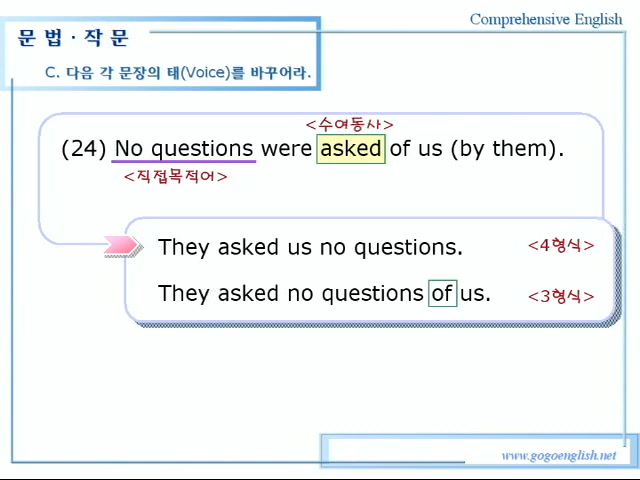 Comprehensive English
문 법 · 작 문
C. 다음 각 문장의 태(Voice)를 바꾸어라.
<수여동사>
(24) No questions were asked of us (by them).
<직접목적어>
They asked us no questions. <4형식>
They asked no questions of us. <3형식>
www.gogoenglish.net